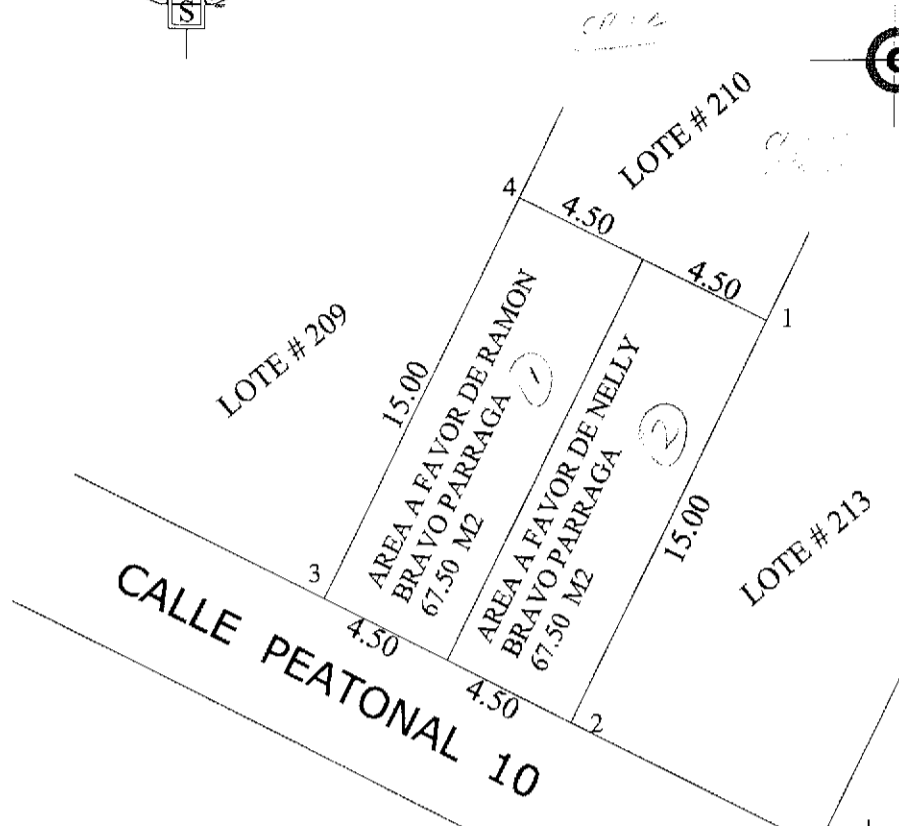 S
LOTE # 210
4
4.50
4.50
1
LOTE # 209
15.00
AREA A FAVOR DE RAMON
BRAVO PARRAGA
67.50 M2
1
AREA A FAVOR DE NELLY
BRAVO PARRAGA
67.50 M2
2
15.00
LOTE # 213
3
4.50
4.50
2
CALLE PEATONAL 10